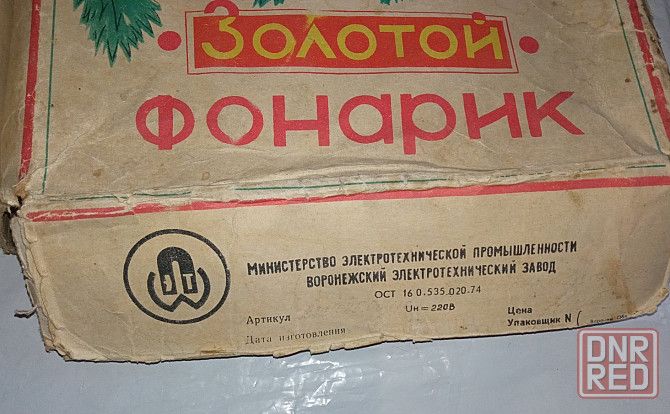 ЗОЛОТОЙ
ФОНАРИК
МИНИСТЕРСТВО ЭЛЕКТРОТЕХНИЧЕСКОЙ ПРОМЫШЛЕННОСТИ
ВОРОНЕЖСКИЙ ЭЛЕКТРОТЕХНИЧЕСКИЙ ЗАВОД
ОСТ 16 0.535.020.74
Uн=220В
Артикул
Цена
Дата изготовления
Упаковщик N
ЭТ
DNR
RED